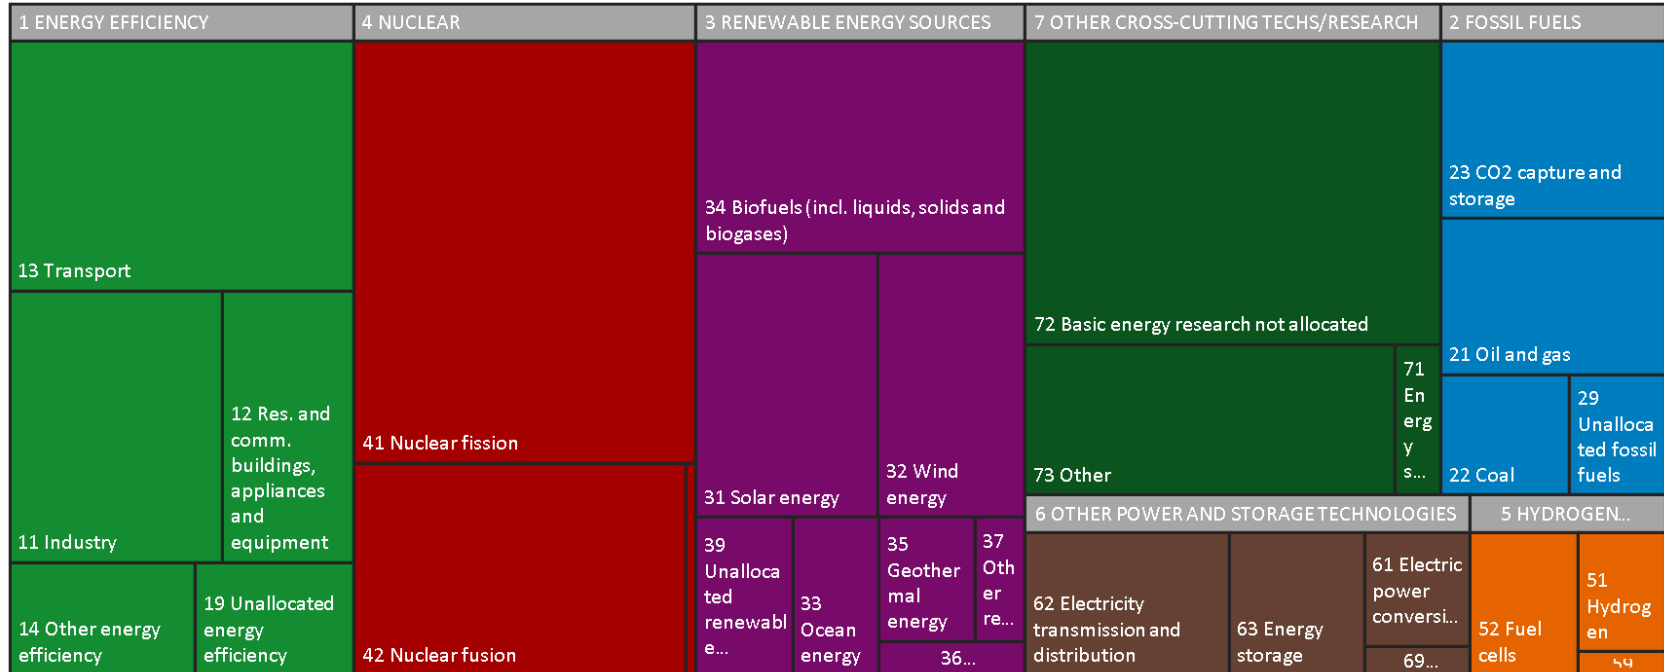 1 ENERGY EFFICIENCY
13 Transport
11 Industry
12 Res. and
comm.
buildings,
appliances
and
equipment
14 Other energy
efficiency
19 Unallocated
energy
efficiency
4 NUCLEAR
41 Nuclear fission
42 Nuclear fusion
3 RENEWABLE ENERGY SOURCES
34 Biofuels (incl. liquids, solids and
biogases)
31 Solar energy
32 Wind
energy
39
Unalloca
ted
renewabl
e...
33
Ocean
energy
35
Geother
mal
energy
37
Oth
er
re...
36...
7 OTHER CROSS-CUTTING TECHS/RESEARCH
72 Basic energy research not allocated
73 Other
71
En
erg
y
s...
2 FOSSIL FUELS
23 CO2 capture and
storage
21 Oil and gas
22 Coal
29
Unalloca
ted fossil
fuels
6 OTHER POWER AND STORAGE TECHNOLOGIES
62 Electricity
transmission and
distribution
63 Energy
storage
61 Electric
power
conversi...
69...
5 HYDROGEN...
52 Fuel
cells
51
Hydrog
en
59